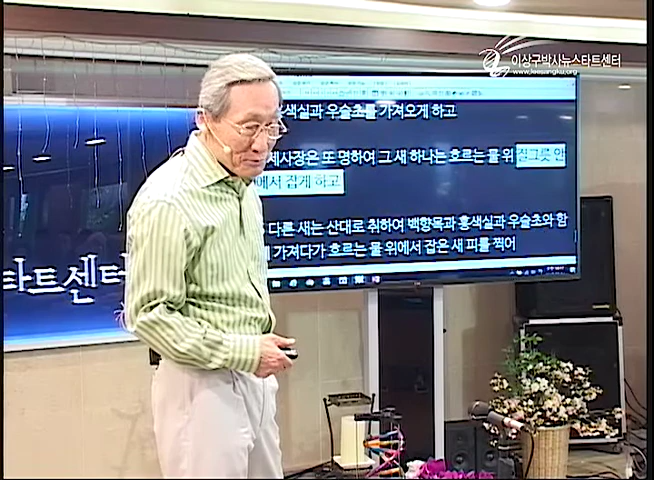 이상구박사뉴스타트센터
www.leesangku.org
홍색실과 우슬초를 가져오게 하고
제사장은 또 명하여 그 새 하나는 흐르는 물 위 질그릇 안
에서 잡게 하고
다른 새는 산대로 취하여 백향목과 홍색실과 우슬초와 함
께 가져다가 흐르는 물 위에서 잡은 새 피를 찍어
타트센터